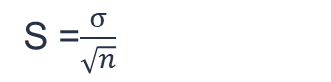 S = σ/√n